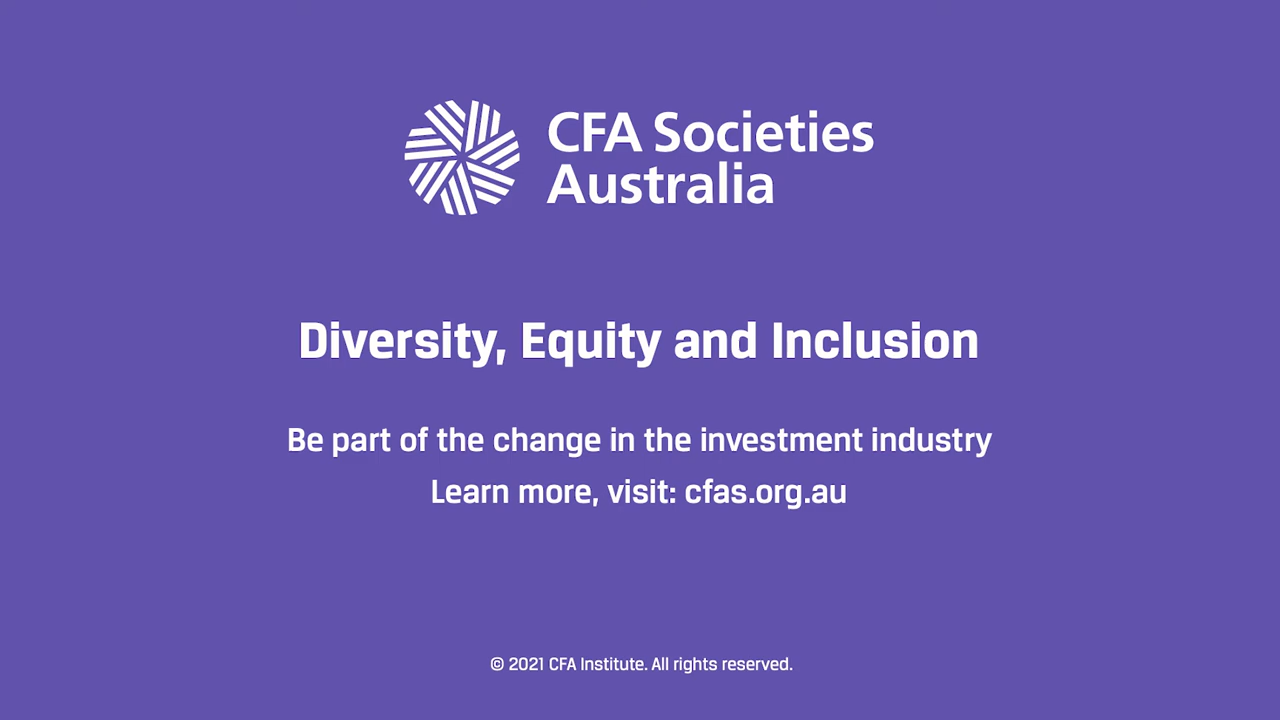 CFA Societies
Australia
Diversity, Equity and Inclusion
Be part of the change in the investment industry
Learn more, visit: cfas.org.au
© 2021 CFA Institute. All rights reserved.